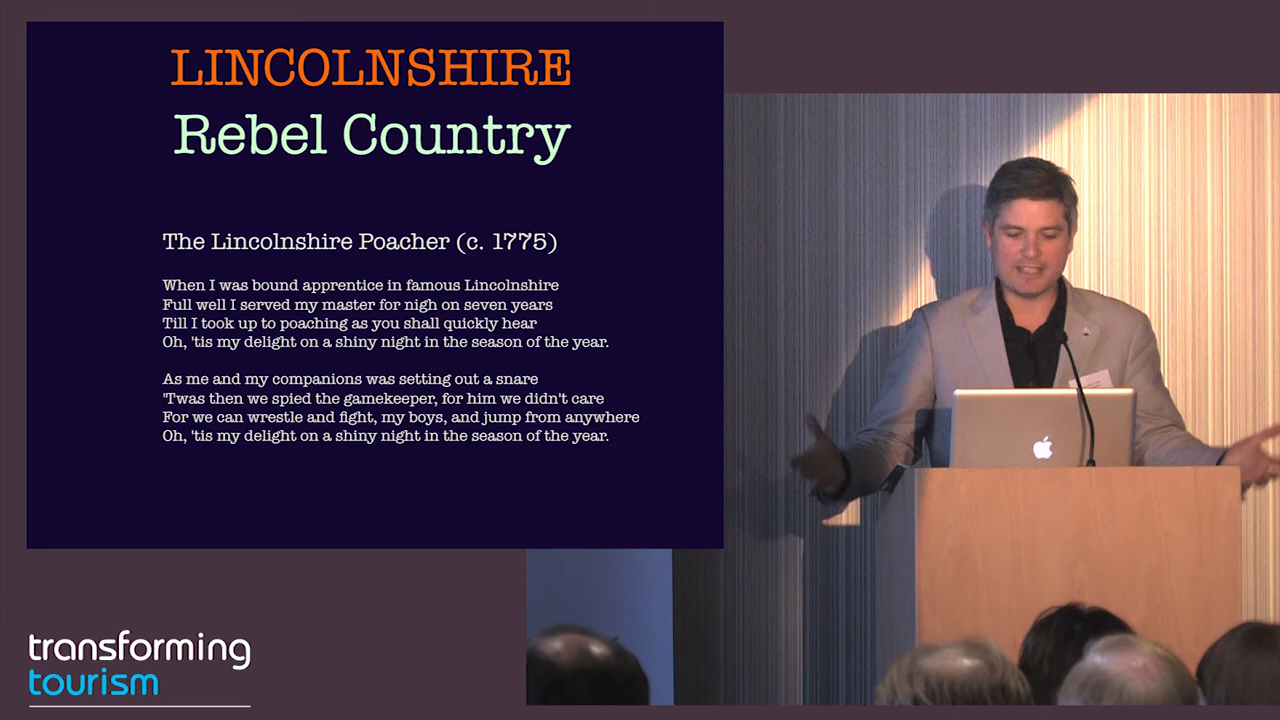 LINCOLNSHIRE
Rebel Country
The Lincolnshire Poacher (c. 1775)
When I was bound apprentice in famous Lincolnshire
Full well I served my master for nigh on seven years
Till I took up to poaching as you shall quickly hear
Oh, 'tis my delight on a shiny night in the season of the year.
As me and my companions was setting out a snare
'Twas then we spied the gamekeeper, for him we didn't care
For we can wrestle and fight, my boys, and jump from anywhere
Oh, 'tis my delight on a shiny night in the season of the year.
transforming
tourism